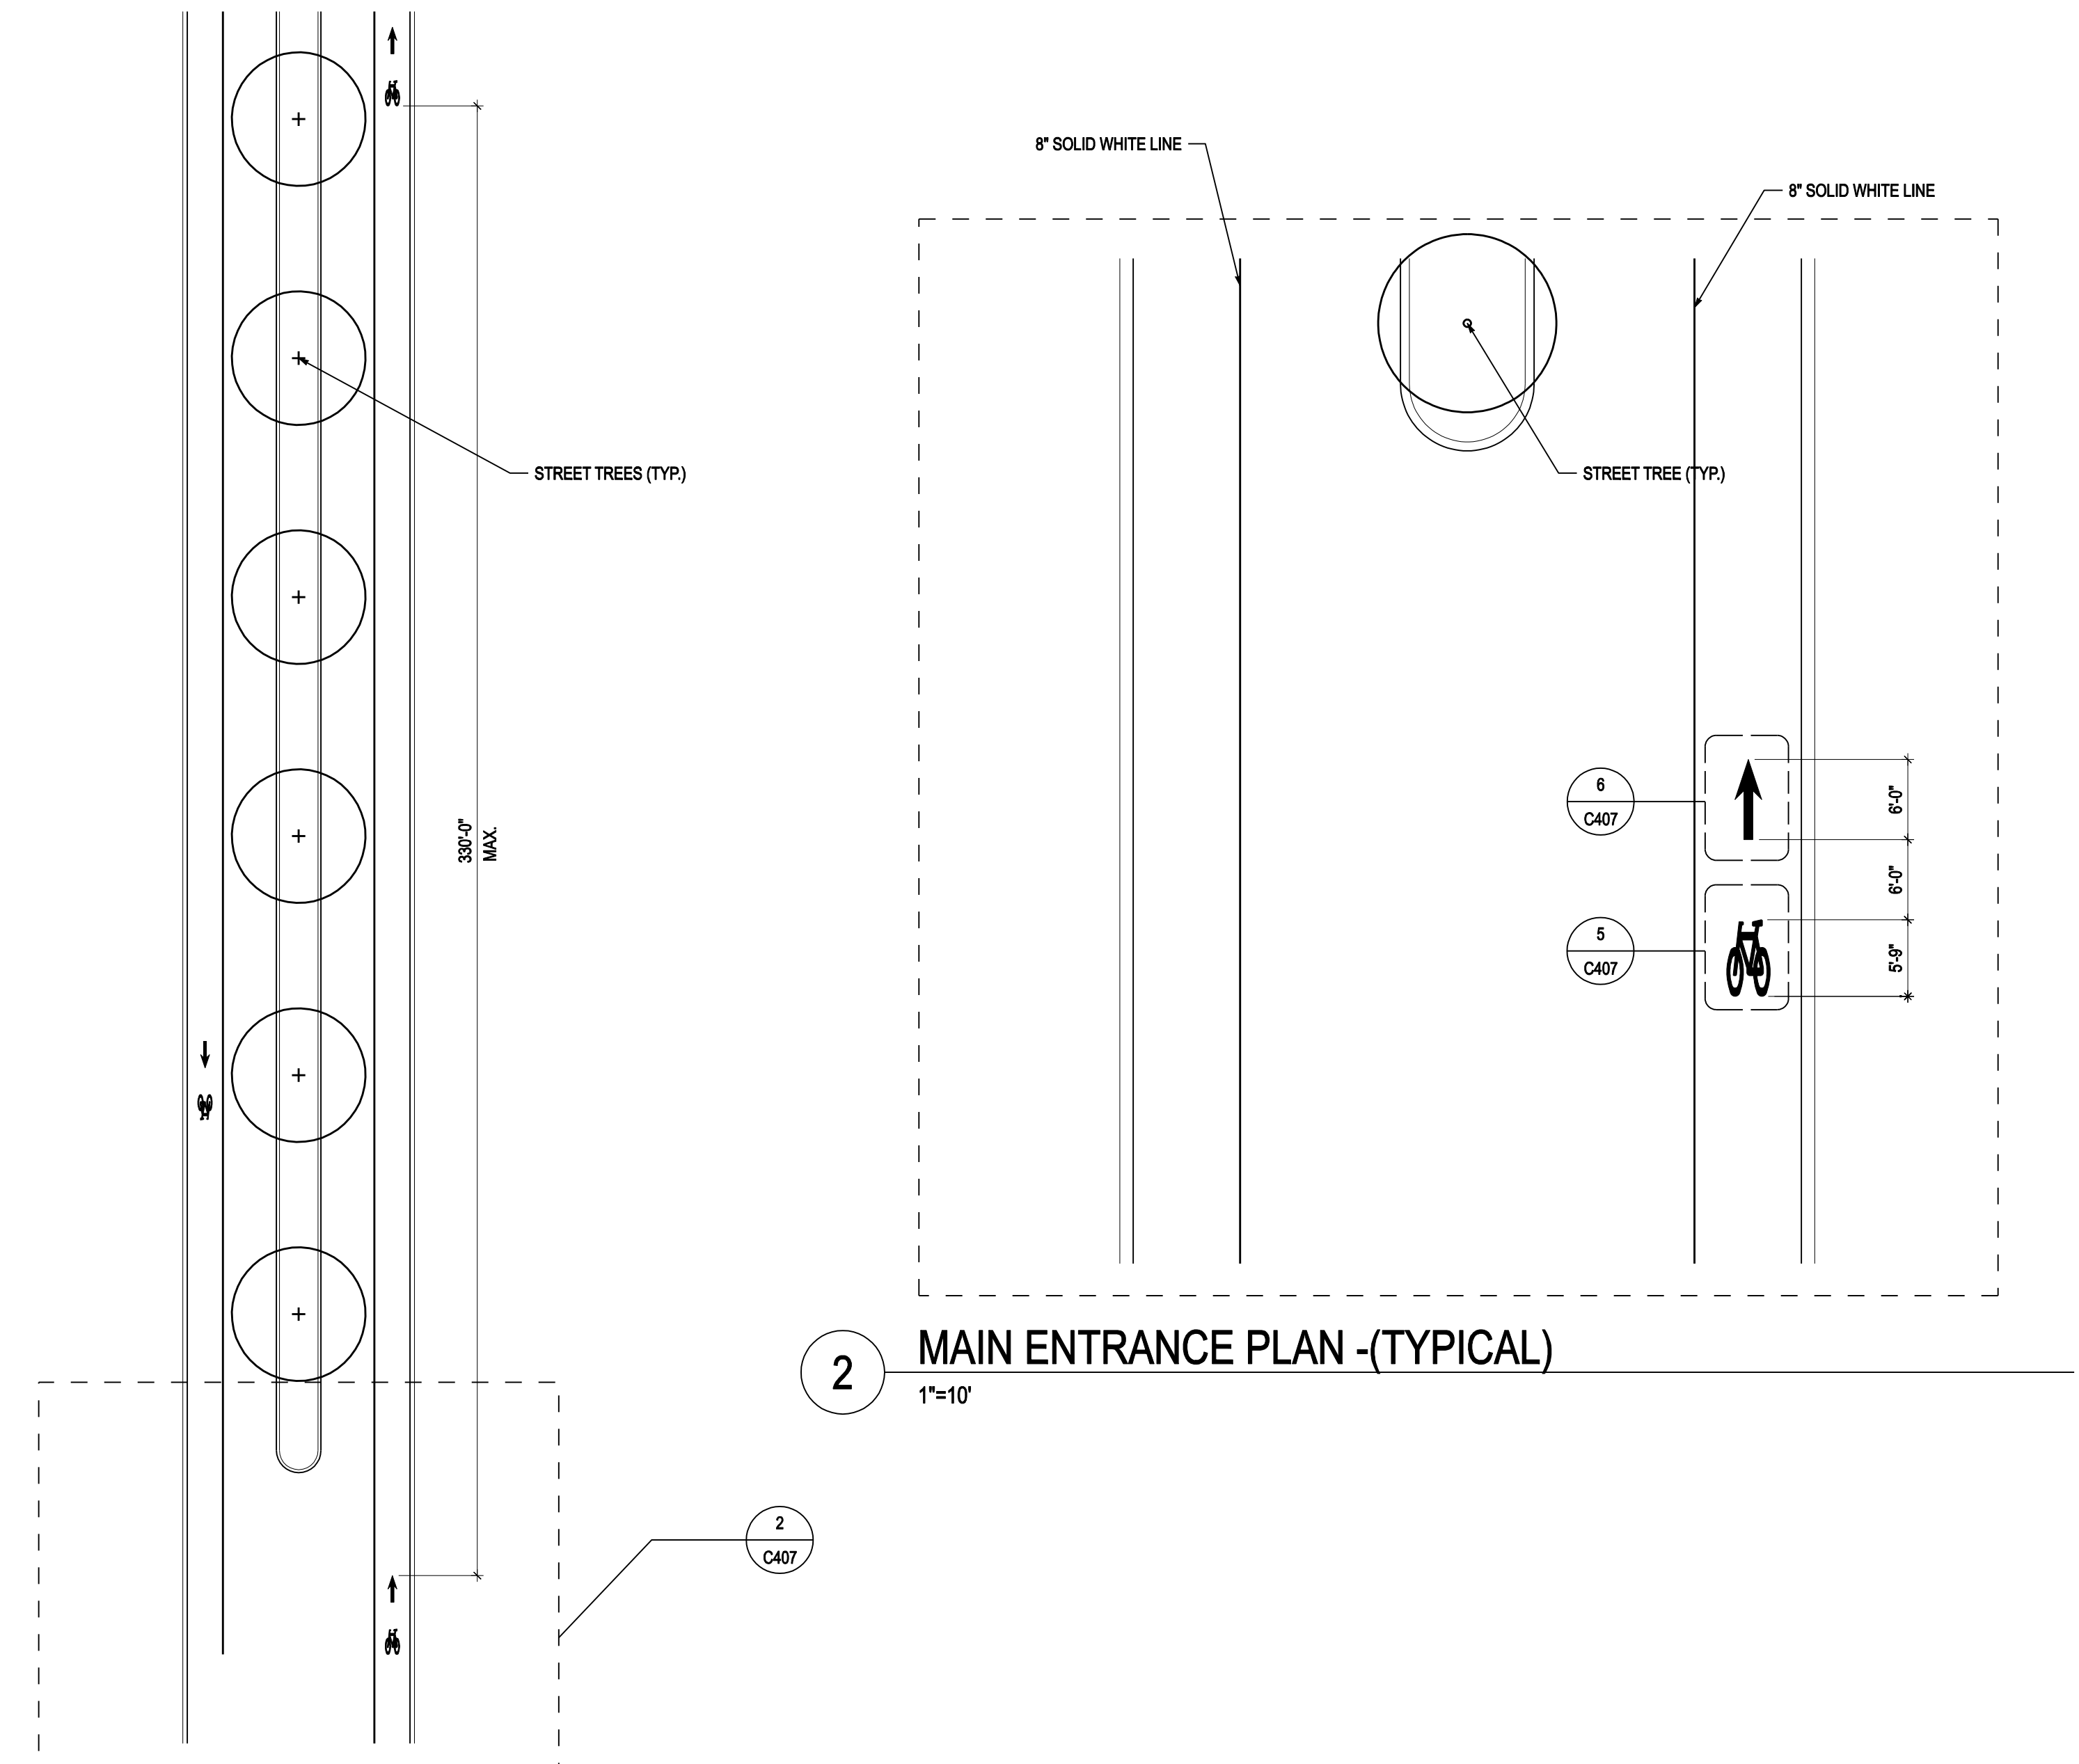 8" SOLID WHITE LINE
8" SOLID WHITE LINE
STREET TREES (TYP.)
STREET TREE (TYP.)
330'-0"
MAX.
6
C407
6'-0"
6'-0"
5
C407
5'-9"
2
MAIN ENTRANCE PLAN -(TYPICAL)
1"=10'
2
C407